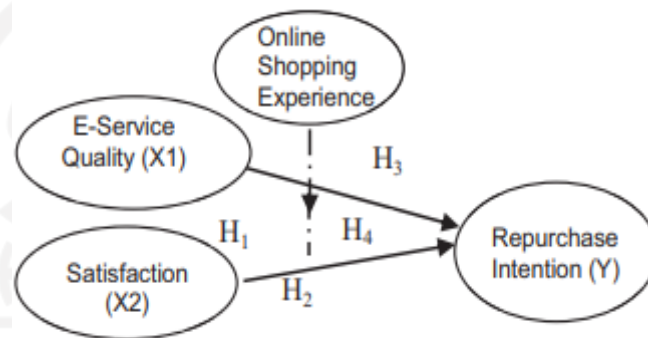 Online
Shopping
Experience
E-Service
Quality (X1)
H3
H1
H4
Repurchase
Intention (Y)
Satisfaction
(X2)
H2